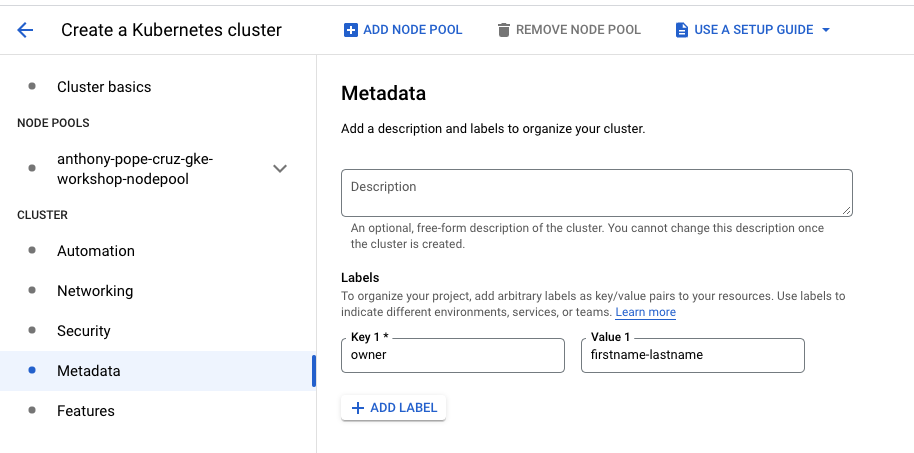 Create a Kubernetes cluster
ADD NODE POOL
REMOVE NODE POOL
USE A SETUP GUIDE
Cluster basics
NODE POOLS
anthony-pope-cruz-gke-
workshop-nodepool
CLUSTER
Automation
Networking
Security
Metadata
Features
Metadata
Add a description and labels to organize your cluster.
Description
An optional, free-form description of the cluster. You cannot change this description once
the cluster is created.
Labels
To organize your project, add arbitrary labels as key/value pairs to your resources. Use labels to
indicate different environments, services, or teams. Learn more
Key 1 *
owner
Value 1
firstname-lastname
ADD LABEL